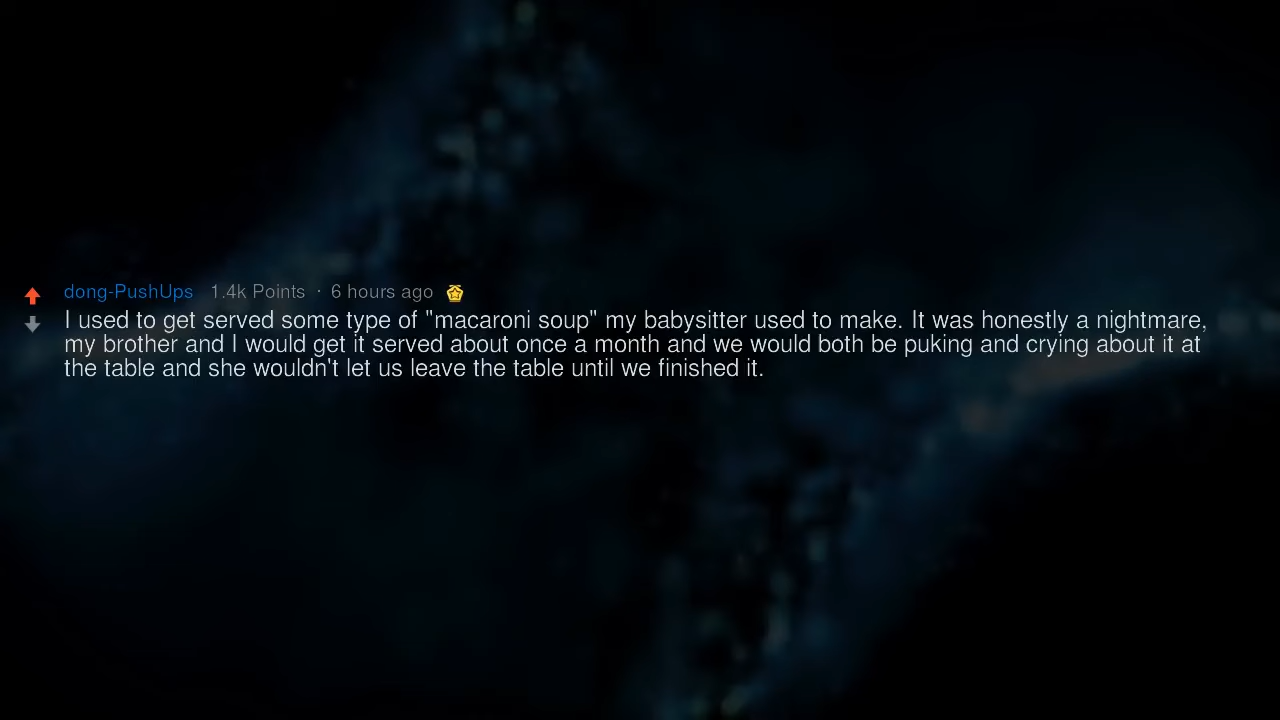 dong-PushUps 1.4k Points · 6 hours ago
I used to get served some type of "macaroni soup" my babysitter used to make. It was honestly a nightmare,
my brother and I would get it served about once a month and we would both be puking and crying about it at
the table and she wouldn't let us leave the table until we finished it.